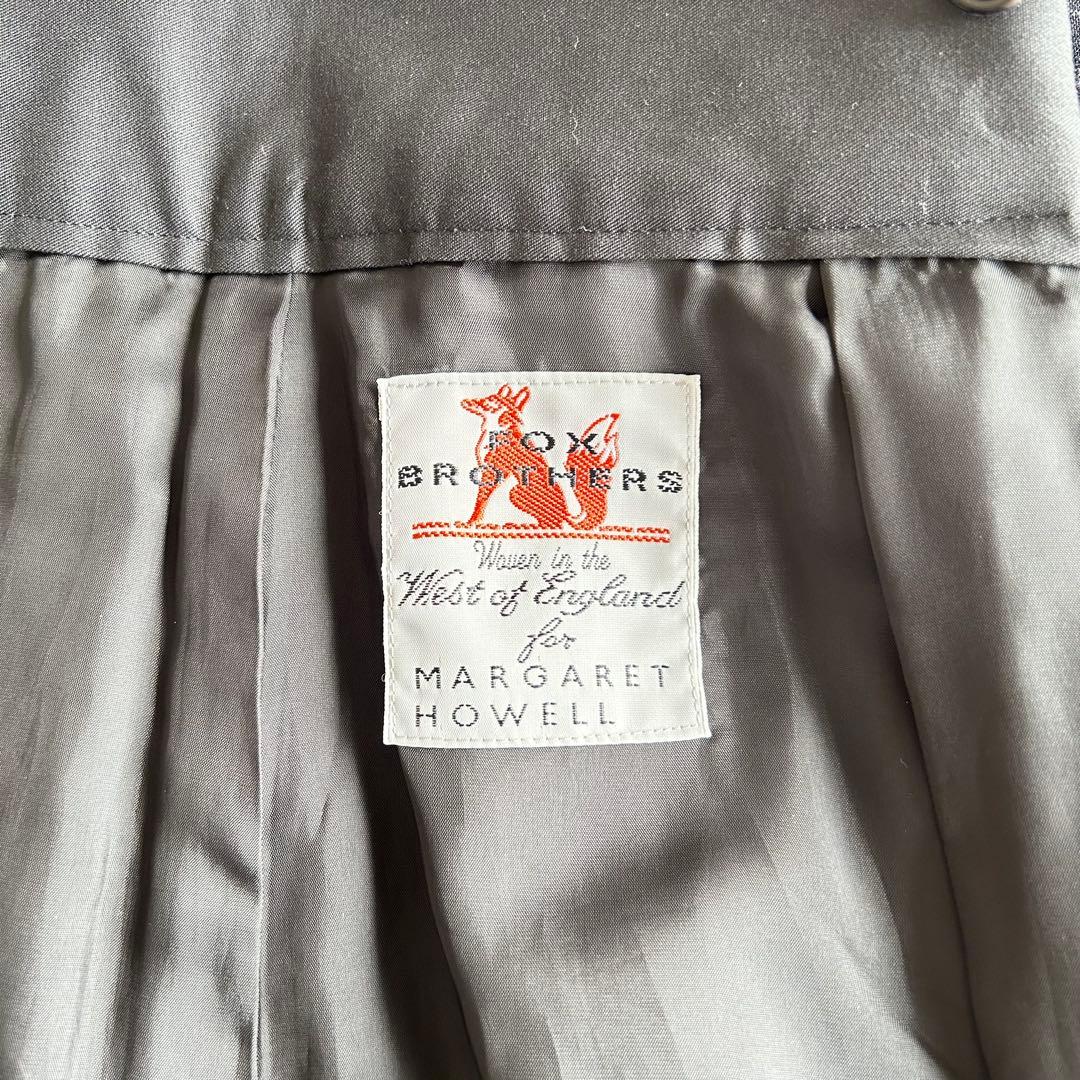 FOX
BROTHERS
Woven in the
West of England
for
MARGARET
HOWELL